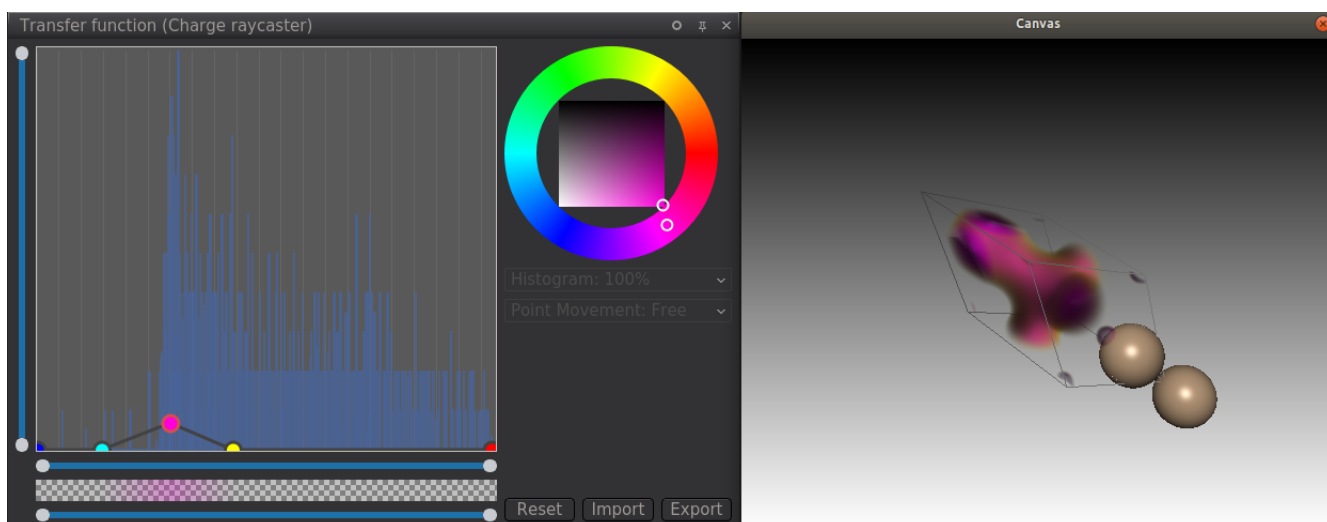 Transfer function (Charge raycaster)
Canvas
Histogram: 100%
Point Movement: Free
Reset Import Export